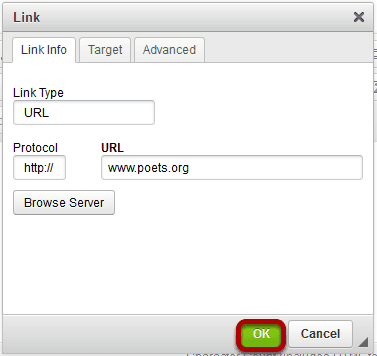 Link
Link Info Target Advanced
Link Type
URL
Protocol URL
http:// www.poets.org
Browse Server
OK Cancel